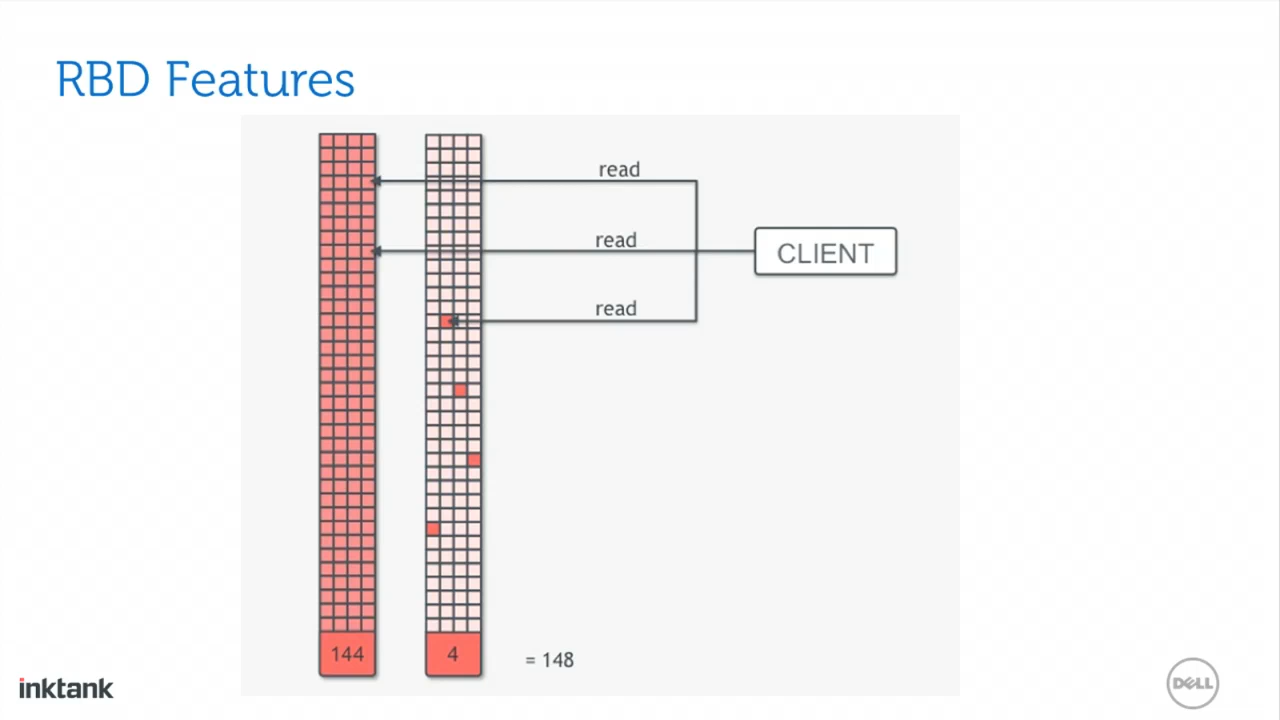 RBD Features
read
read
CLIENT
read
144
4
= 148
inktank
DELL